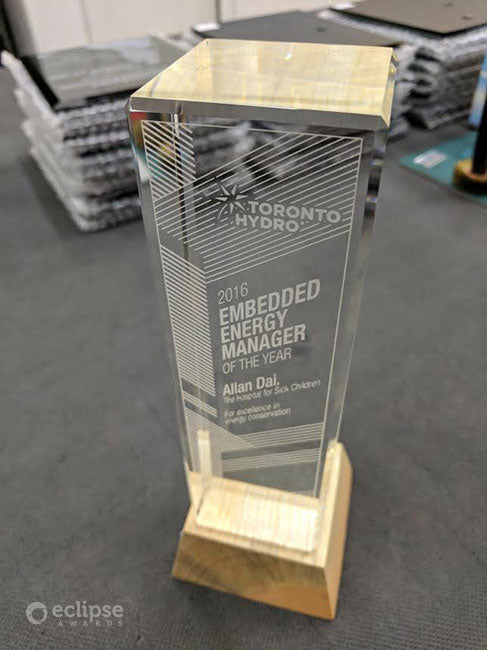 TORONTO
HYDRO
2016
EMBEDDED
ENERGY
MANAGER
OF THE YEAR
Allan Dai,
The Hospital for Sick Children
For excellence in
energy conservation
eclipse
AWARDS